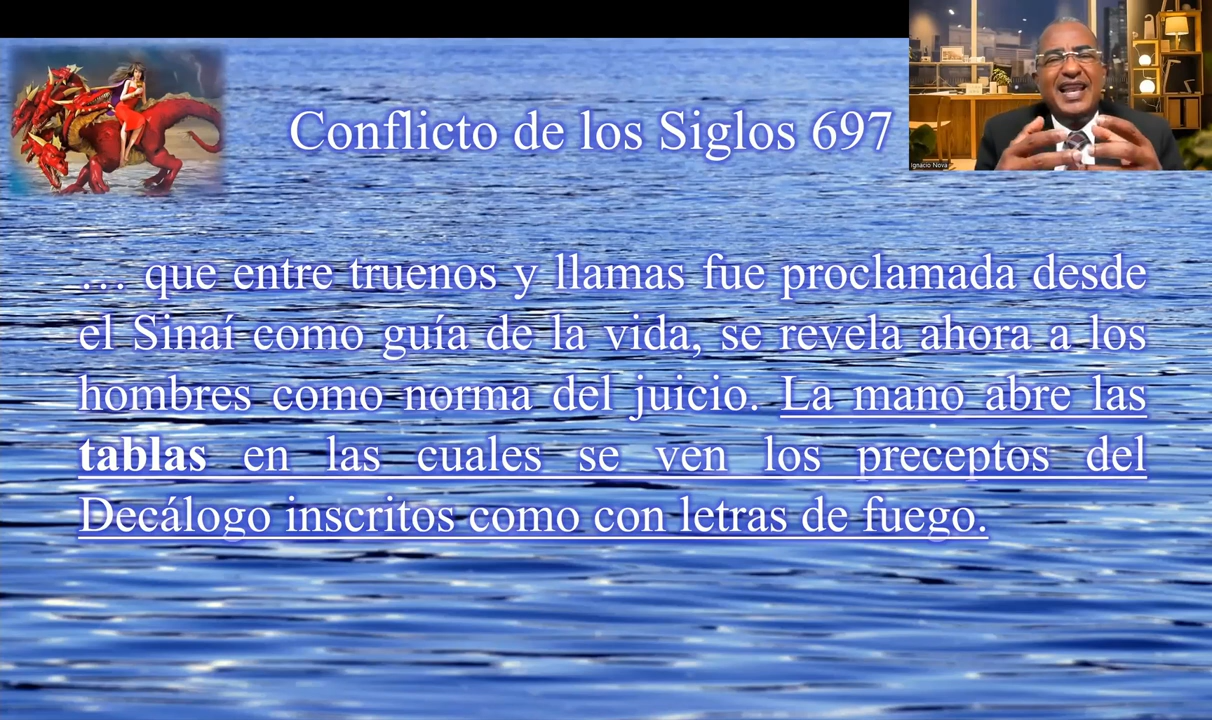 Conflicto de los Siglos 697
Ignacio Nova
… que entre truenos y llamas fue proclamada desde
el Sinaí como guía de la vida, se revela ahora a los
hombres como norma del juicio. La mano abre las
tablas en las cuales se ven los preceptos del
Decálogo inscritos como con letras de fuego.